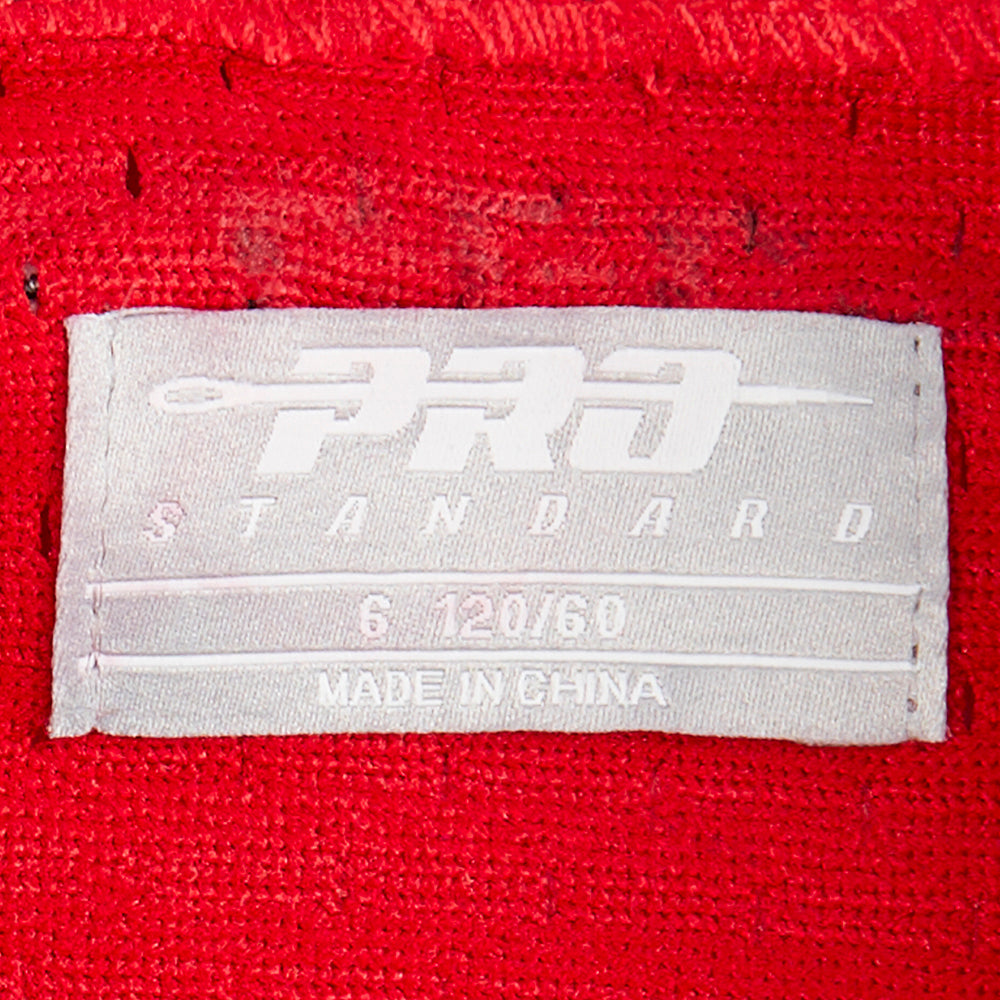 PRO
STANDARD
6 120/60
MADE IN CHINA